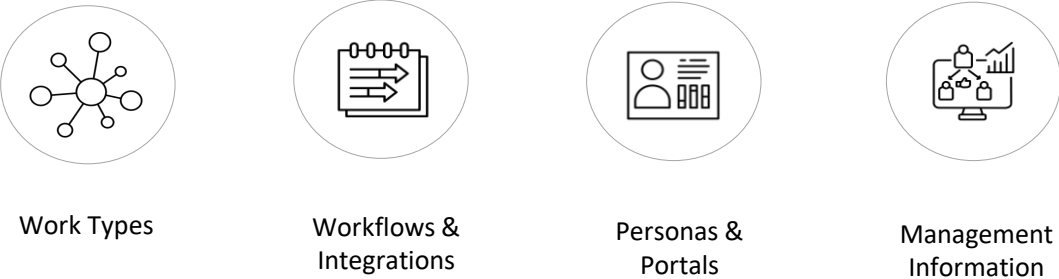 Work Types
Workflows &
Integrations
Personas &
Portals
Management
Information